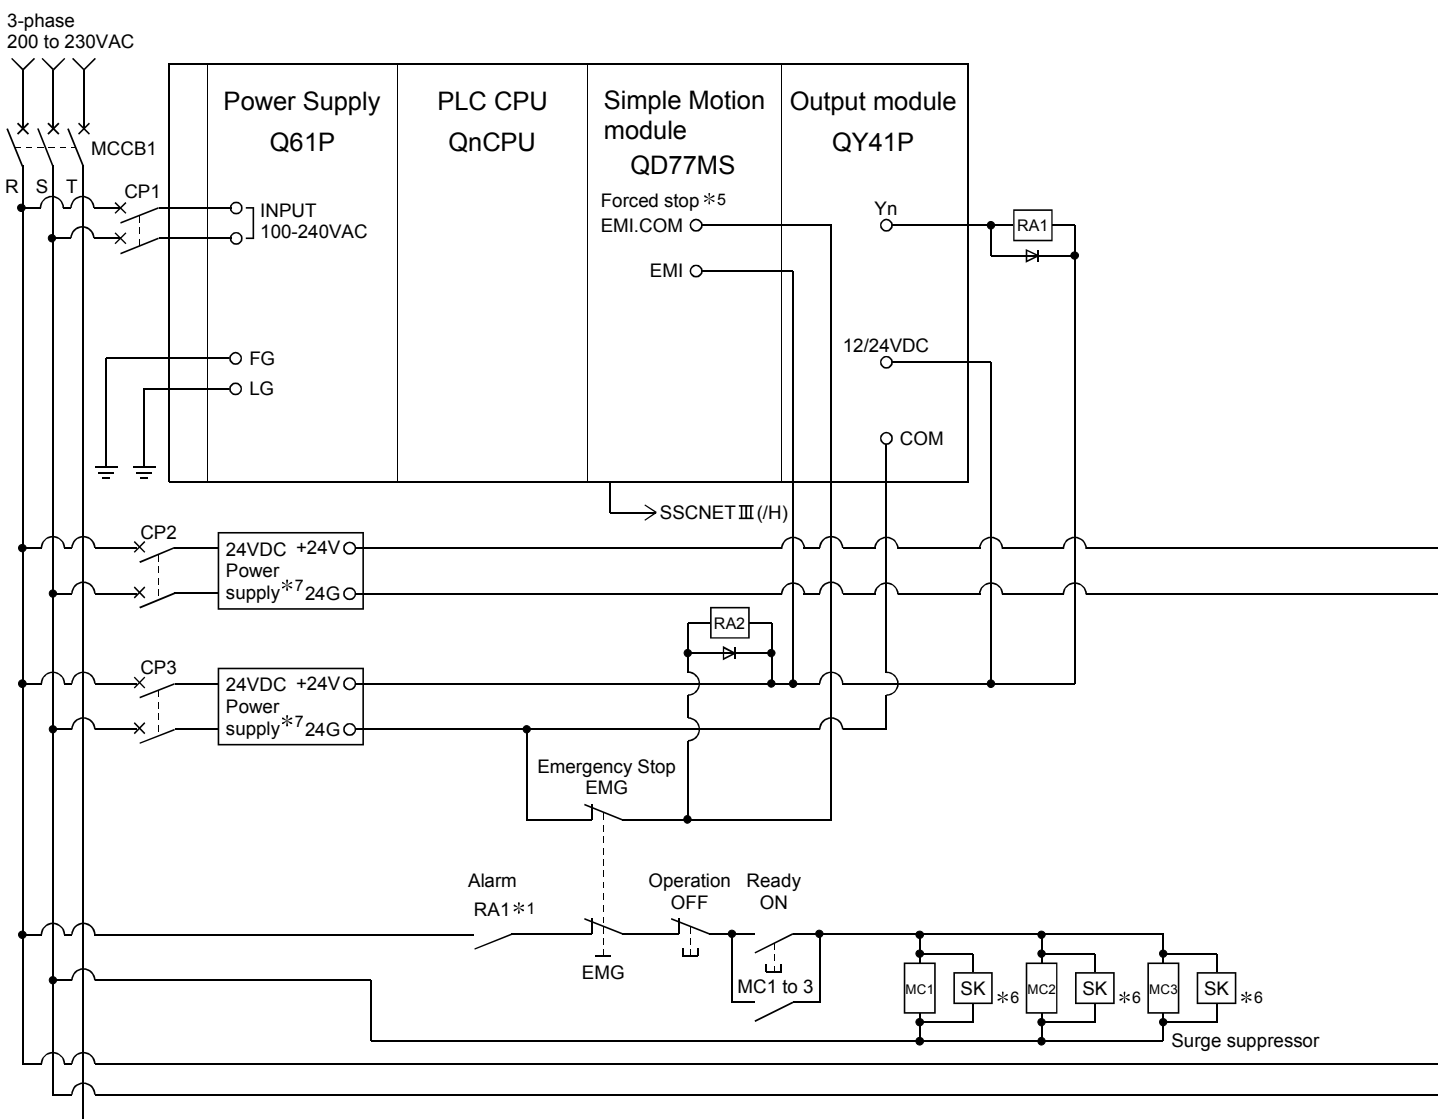 3-phase
200 to 230VAC
Power Supply
Q61P
PLC CPU
QnCPU
Simple Motion
module
QD77MS
Output module
QY41P
MCCB1
R
S
T
CP1
INPUT
100-240VAC
Forced stop *5
EMI.COM
EMI
Yn
RA1
FG
LG
12/24VDC
COM
SSCNETⅢ(/H)
CP2
24VDC
+24V
Power
supply*7
24G
RA2
CP3
24VDC
+24V
Power
supply*7
24G
Emergency Stop
EMG
Alarm
RA1*1
Operation
OFF
Ready
ON
EMG
MC1 to 3
MC1
SK
*6
MC2
SK
*6
MC3
SK
*6
Surge suppressor